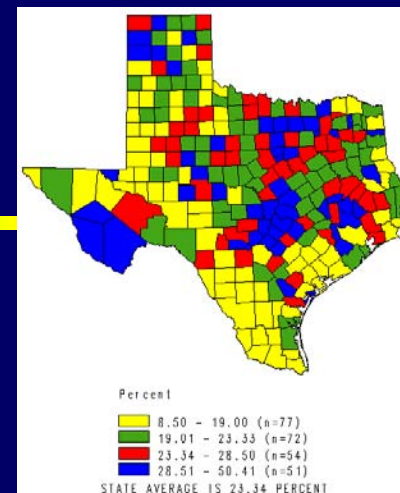 Percent
8.50 - 19.00 (n=77)
19.01 - 23.33 (n=72)
23.34 - 28.50 (n=54)
28.51 - 50.41 (n=51)
STATE AVERAGE IS 23.34 PERCENT